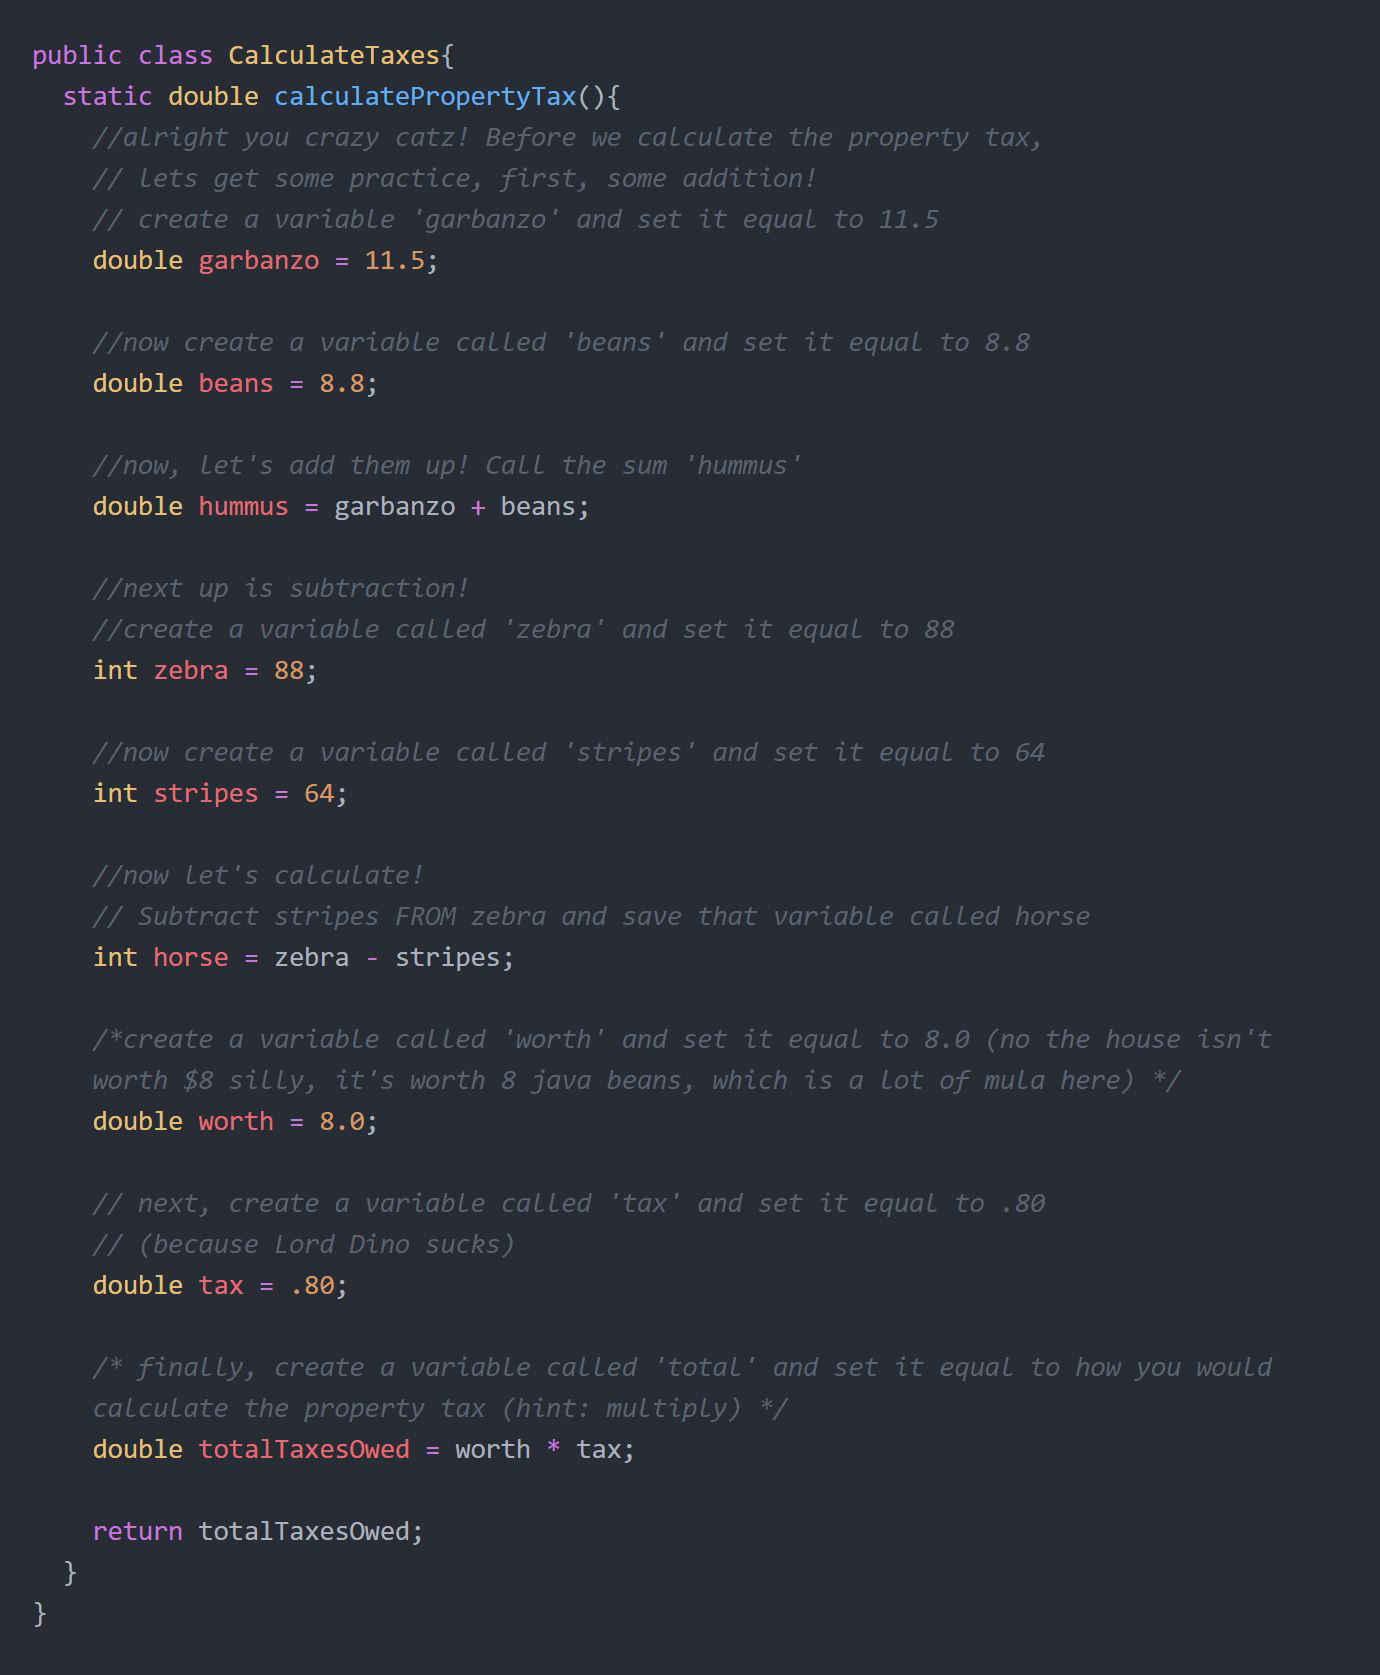 public class CalculateTaxes{
static double calculatePropertyTax(){
//alright you crazy catz! Before we calculate the property tax,
// lets get some practice, first, some addition!
// create a variable 'garbanzo' and set it equal to 11.5
double garbanzo = 11.5;
//now create a variable called 'beans' and set it equal to 8.8
double beans = 8.8;
//now, let's add them up! Call the sum 'hummus'
double hummus = garbanzo + beans;
//next up is subtraction!
//create a variable called 'zebra' and set it equal to 88
int zebra = 88;
//now create a variable called 'stripes' and set it equal to 64
int stripes = 64;
//now let's calculate!
// Subtract stripes FROM zebra and save that variable called horse
int horse = zebra - stripes;
/*create a variable called 'worth' and set it equal to 8.0 (no the house isn't
worth $8 silly, it's worth 8 java beans, which is a lot of mula here) */
double worth = 8.0;
// next, create a variable called 'tax' and set it equal to .80
// (because Lord Dino sucks)
double tax = .80;
/* finally, create a variable called 'total' and set it equal to how you would
calculate the property tax (hint: multiply) */
double totalTaxesOwed = worth * tax;
return totalTaxesOwed;
}
}